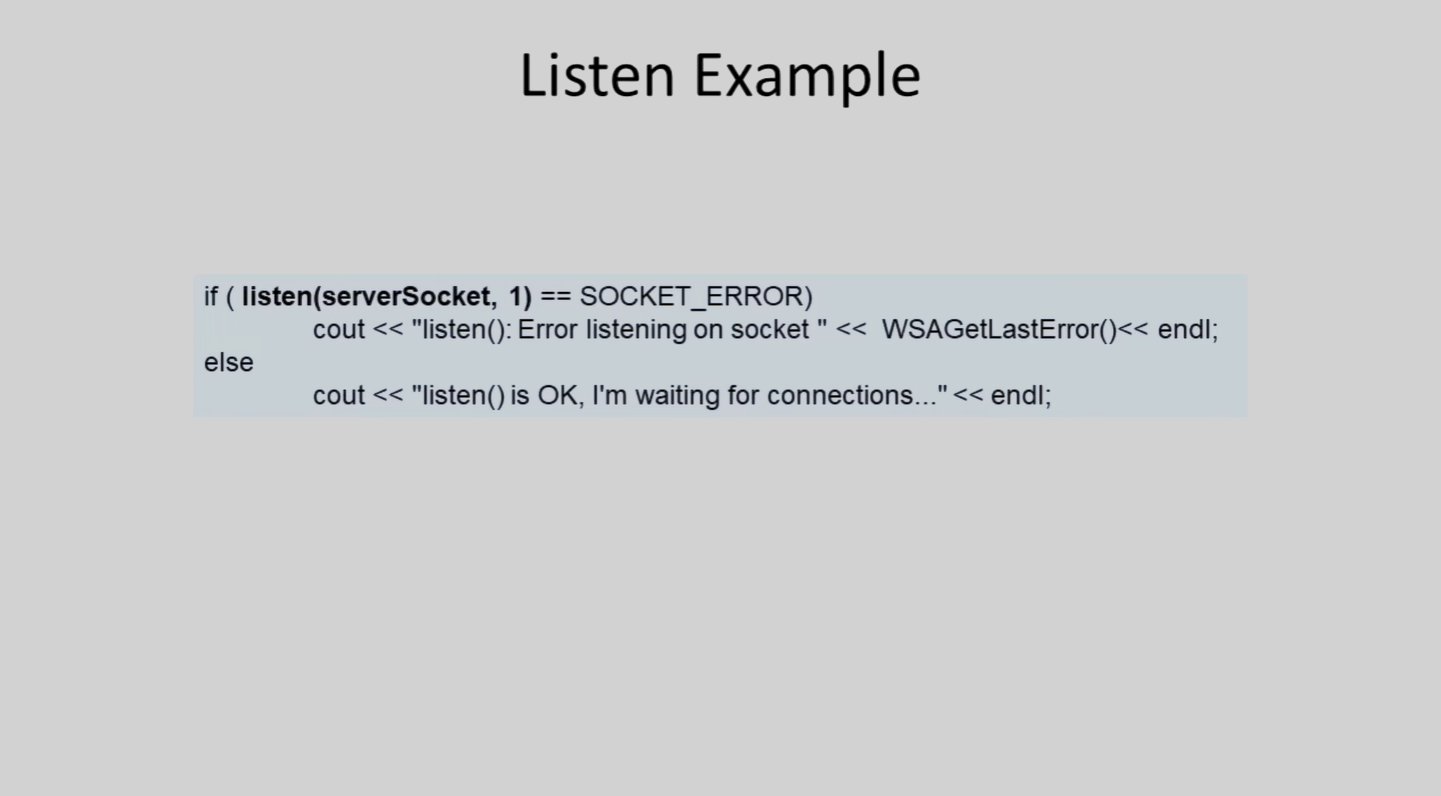 Listen Example
if ( listen(serverSocket, 1) == SOCKET_ERROR)
cout << "listen(): Error listening on socket " << WSAGetLastError()<< endl;
else
cout << "listen() is OK, I'm waiting for connections..." << endl;